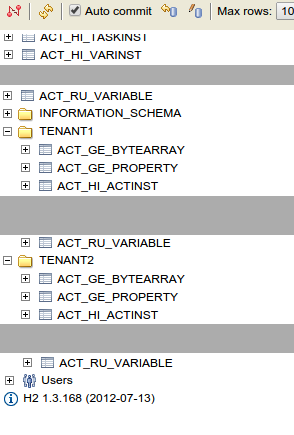 Auto commit Max rows: 10
ACT_HI_TASKINST
ACT_HI_VARINST
ACT_RU_VARIABLE
INFORMATION_SCHEMA
TENANT1
ACT_GE_BYTEARRAY
ACT_GE_PROPERTY
ACT_HI_ACTINST
ACT_RU_VARIABLE
TENANT2
ACT_GE_BYTEARRAY
ACT_GE_PROPERTY
ACT_HI_ACTINST
ACT_RU_VARIABLE
Users
H2 1.3.168 (2012-07-13)